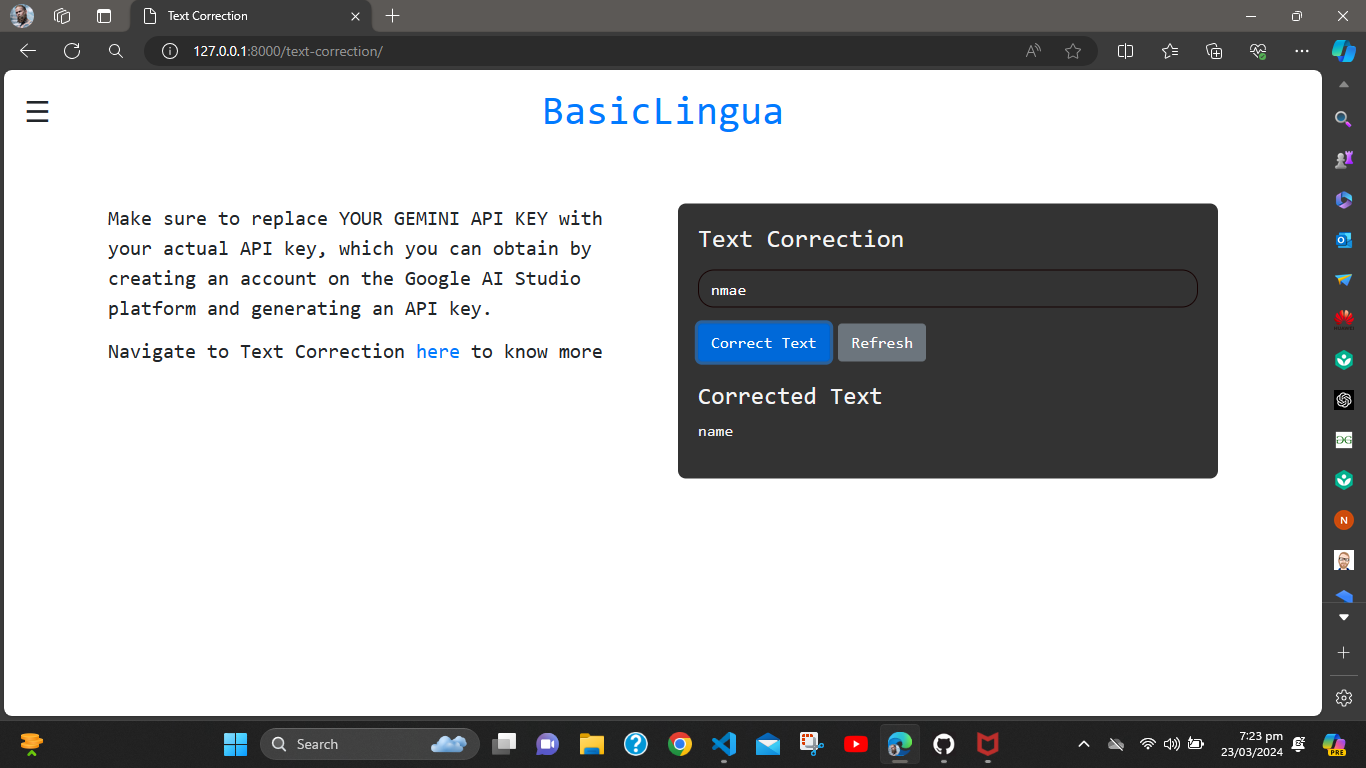 Text Correction
127.0.0.1:8000/text-correction/
BasicLingua
Make sure to replace YOUR GEMINI API KEY with
your actual API key, which you can obtain by
creating an account on the Google AI Studio
platform and generating an API key.
Navigate to Text Correction here to know more
Text Correction
nmae
Correct Text
Refresh
Corrected Text
name
Search
7:23 pm
23/03/2024
PRE